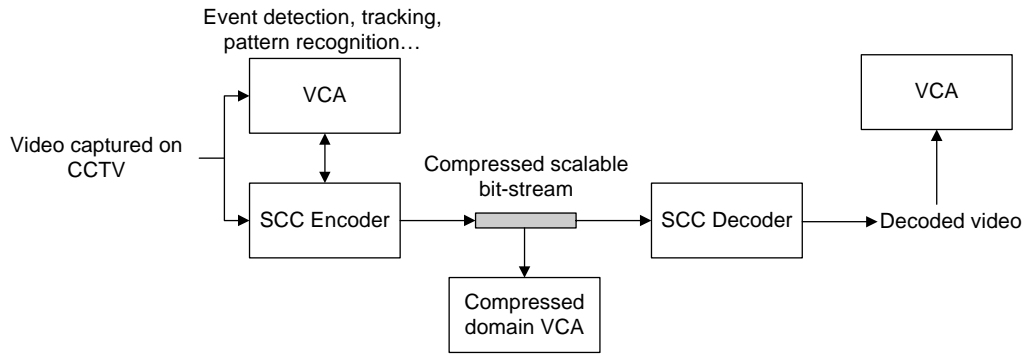 Event detection, tracking,
pattern recognition…
VCA
VCA
Video captured on
CCTV
Compressed scalable
bit-stream
SCC Encoder
SCC Decoder
Decoded video
Compressed
domain VCA